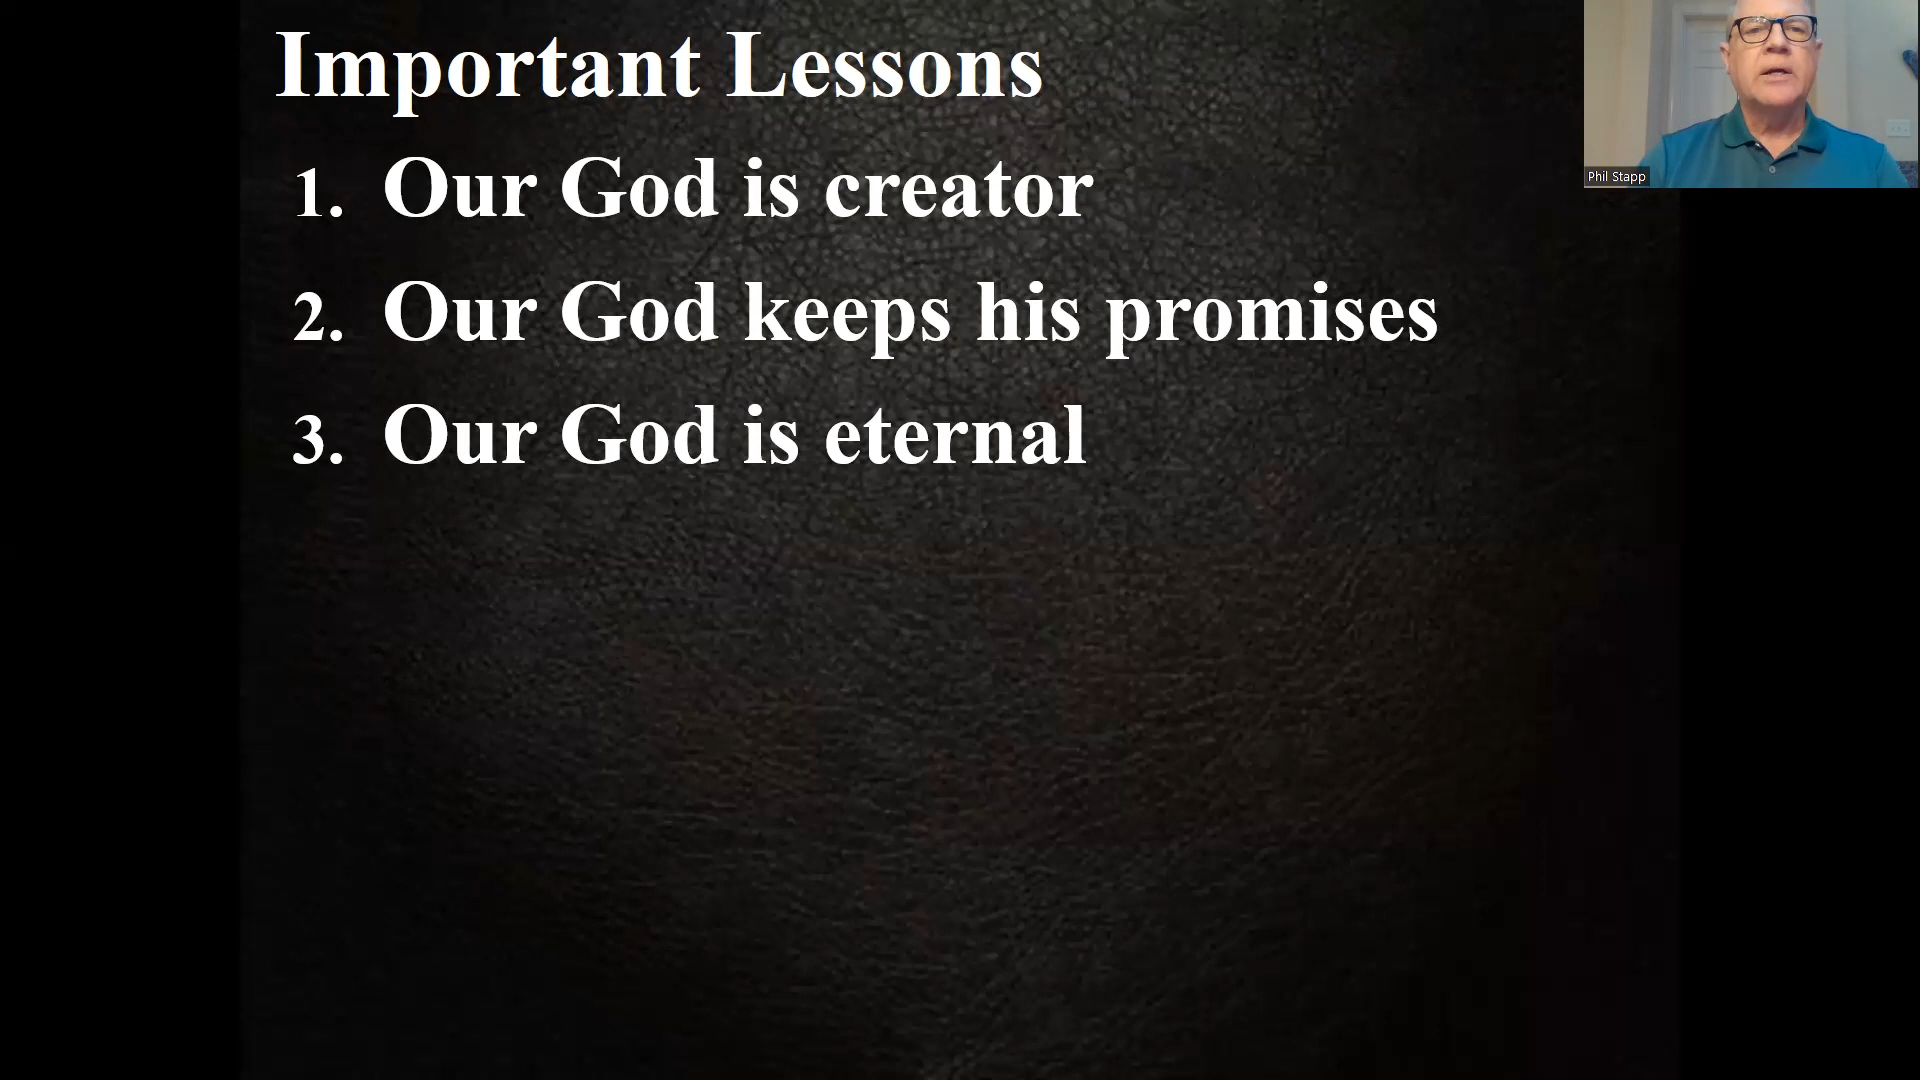 Important Lessons
1. Our God is creator
2. Our God keeps his promises
3. Our God is eternal
Phil Stapp